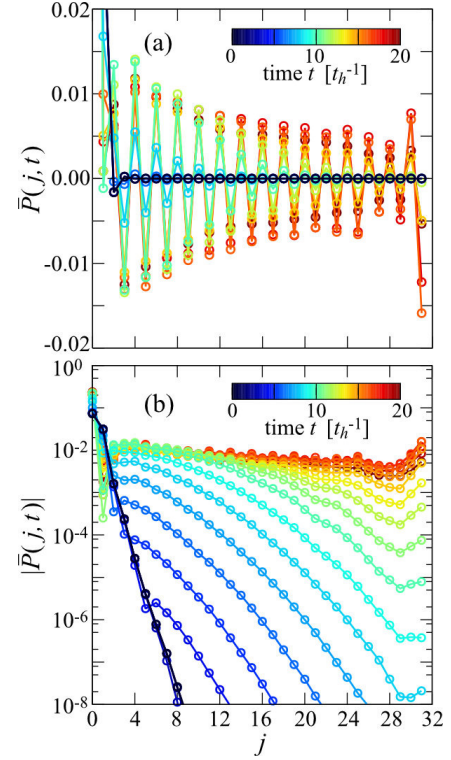 0.02
(a)
0
10
20
time t [t_h^-1]
0.01
P̄(j,t)
0.00
-0.01
-0.02
10^0
(b)
0
10
20
time t [t_h^-1]
10^-2
|P̄(j,t)|
10^-4
10^-6
10^-8
0 4 8 12 16 20 24 28 32
j